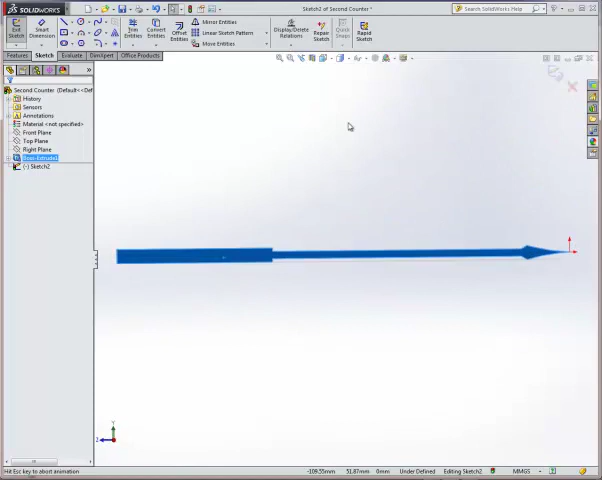 SOLIDWORKS
Sketch2 of Second Counter *
Search SolidWorks Help
Exit Sketch
Smart Dimension
Trim Entities
Convert Entities
Offset Entities
Mirror Entities
Linear Sketch Pattern
Move Entities
Display/Delete Relations
Repair Sketch
Quick Snaps
Rapid Sketch
Features Sketch Evaluate DimXpert Office Products
Second Counter (Default<<Def
History
Sensors
Annotations
Material <not specified>
Front Plane
Top Plane
Right Plane
Boss-Extrude1
(-) Sketch2
Y
Z
Hit Esc key to abort animation
-109.55mm 51.87mm 0mm Under Defined Editing Sketch2 MMGS